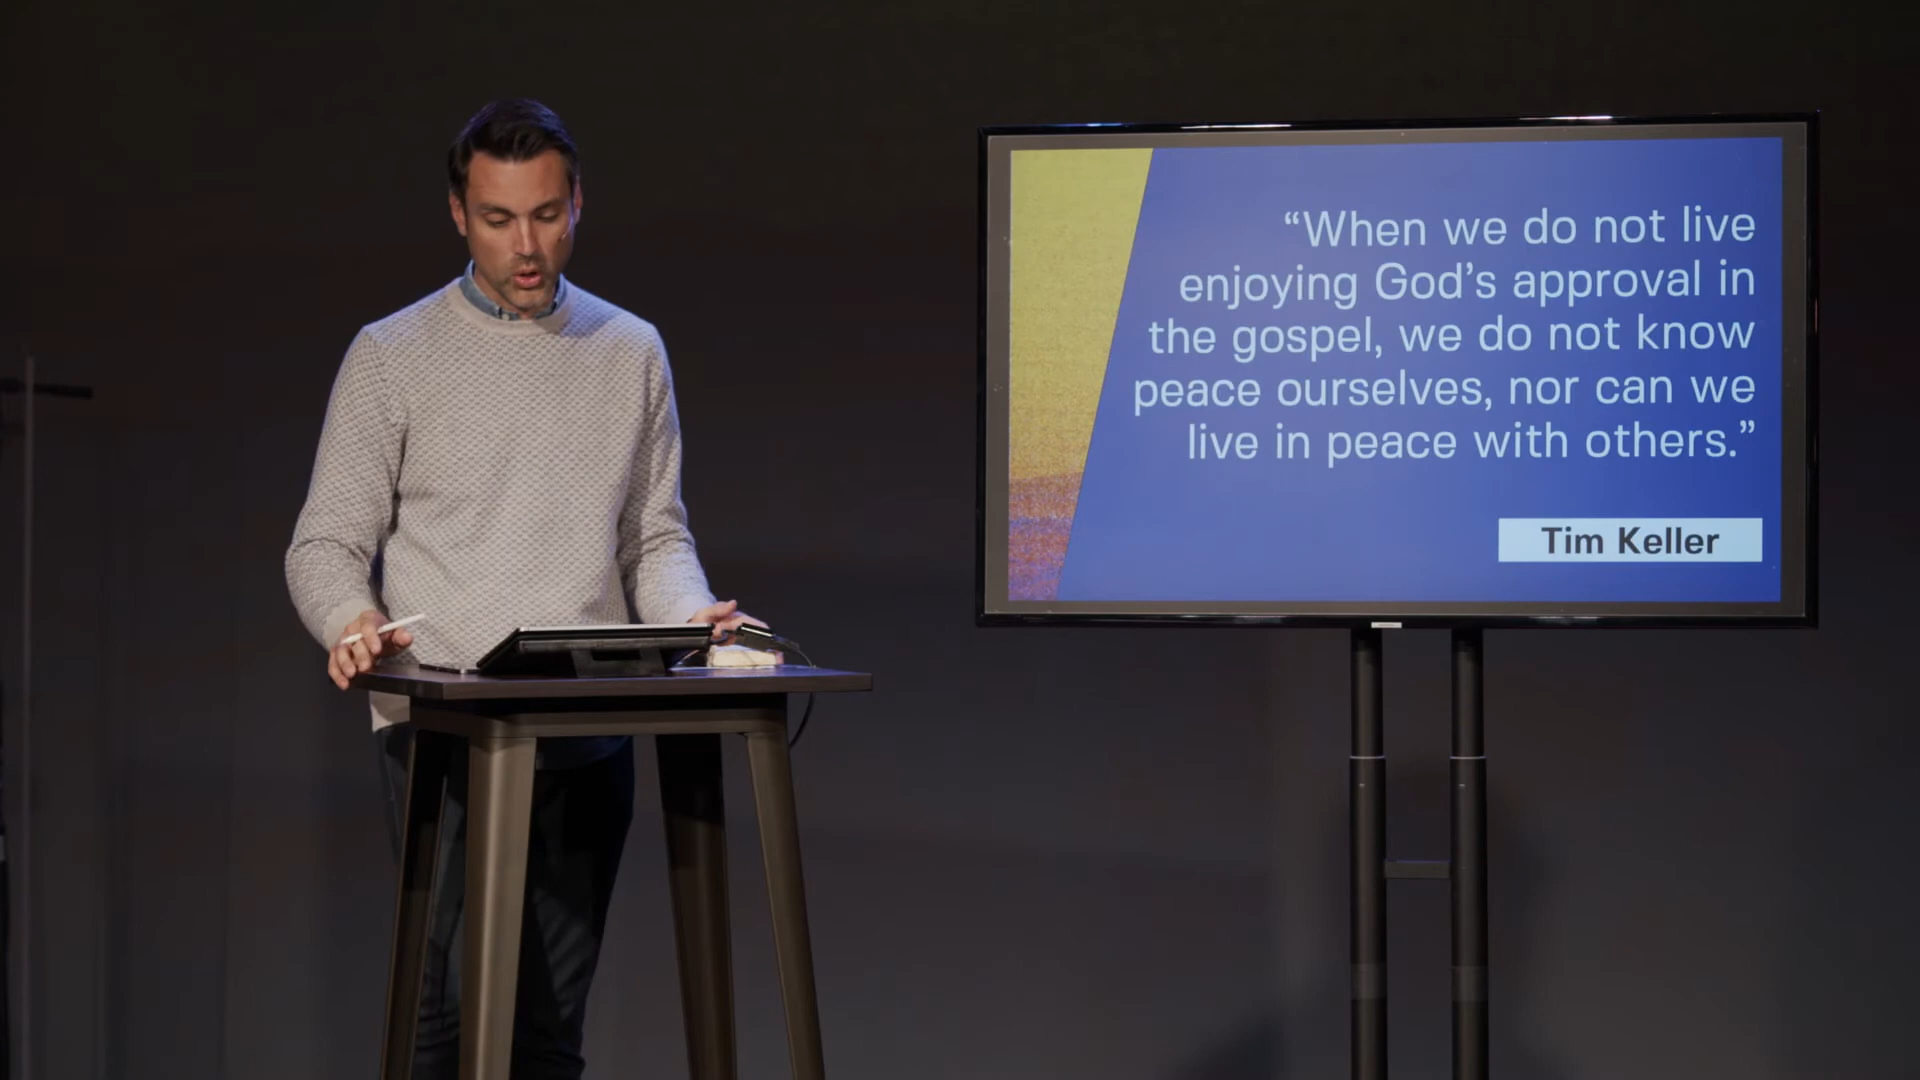 “When we do not live
enjoying God’s approval in
the gospel, we do not know
peace ourselves, nor can we
live in peace with others.”
Tim Keller